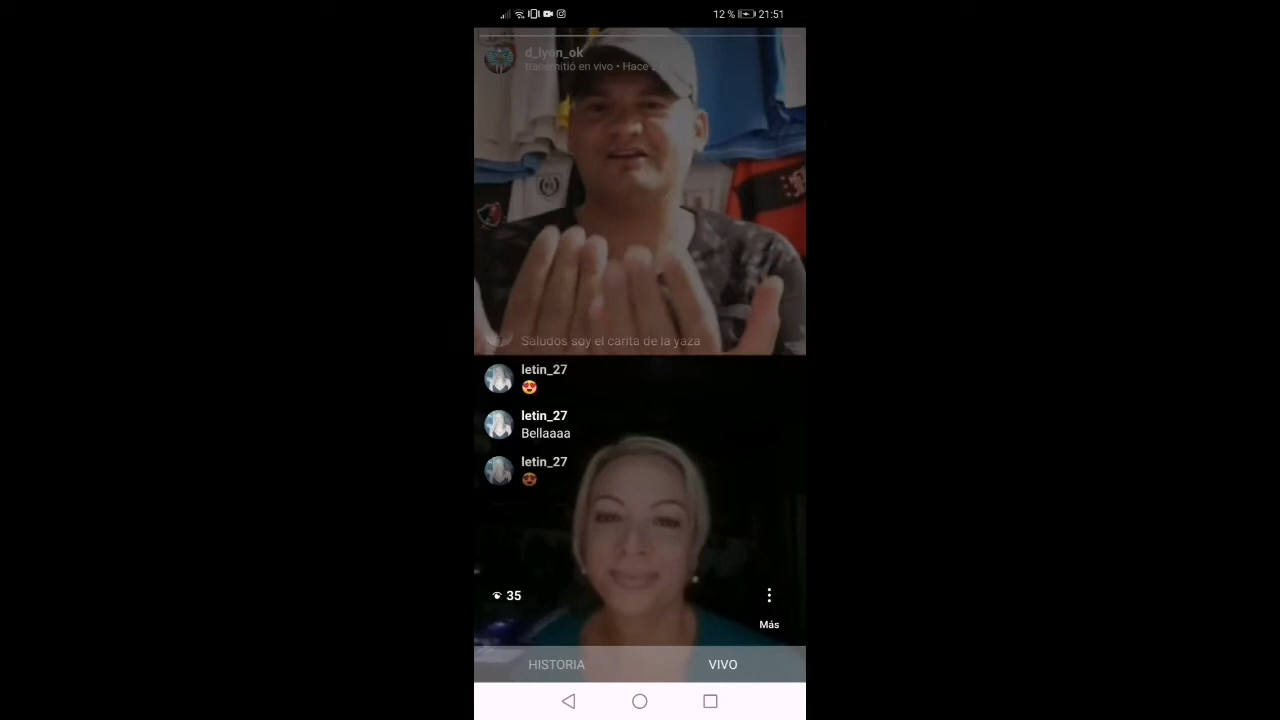 12 % 21:51
d_lyon_ok
transmitió en vivo • Hace 2
Saludos soy el carita de la yaza
letin_27
letin_27
Bellaaaa
letin_27
35
Más
HISTORIA VIVO